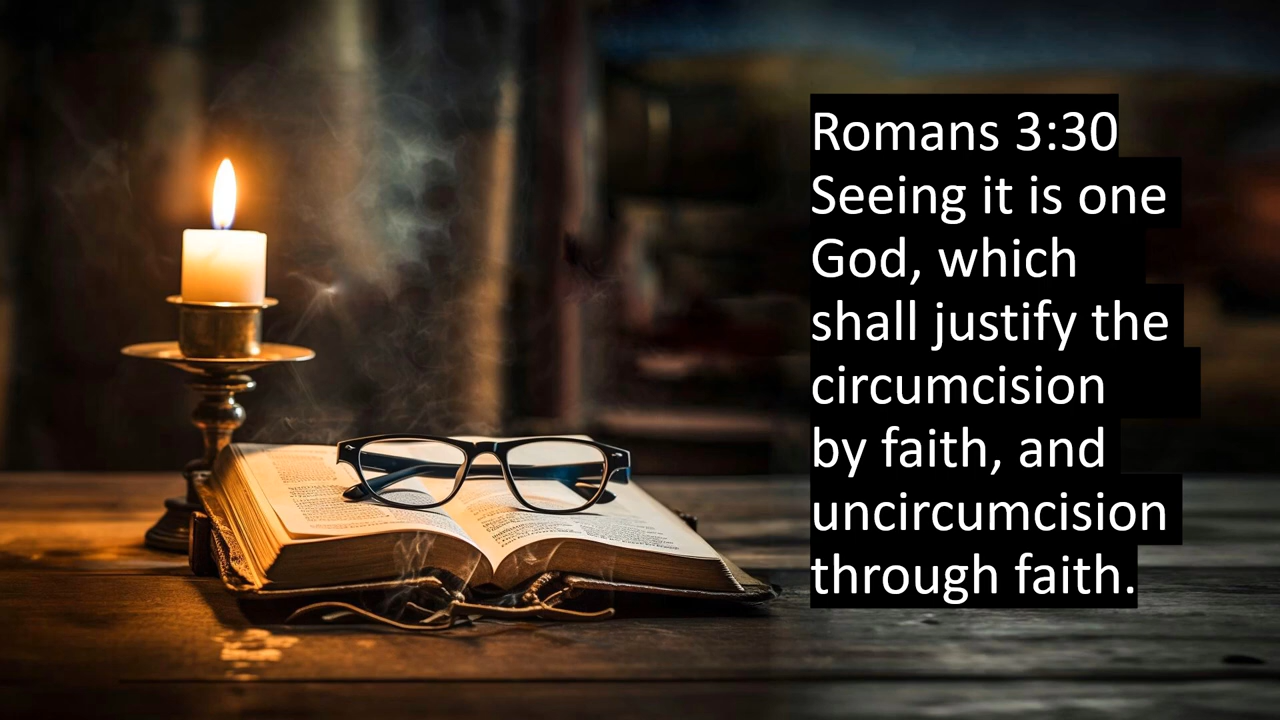 Romans 3:30
Seeing it is one
God, which
shall justify the
circumcision
by faith, and
uncircumcision
through faith.